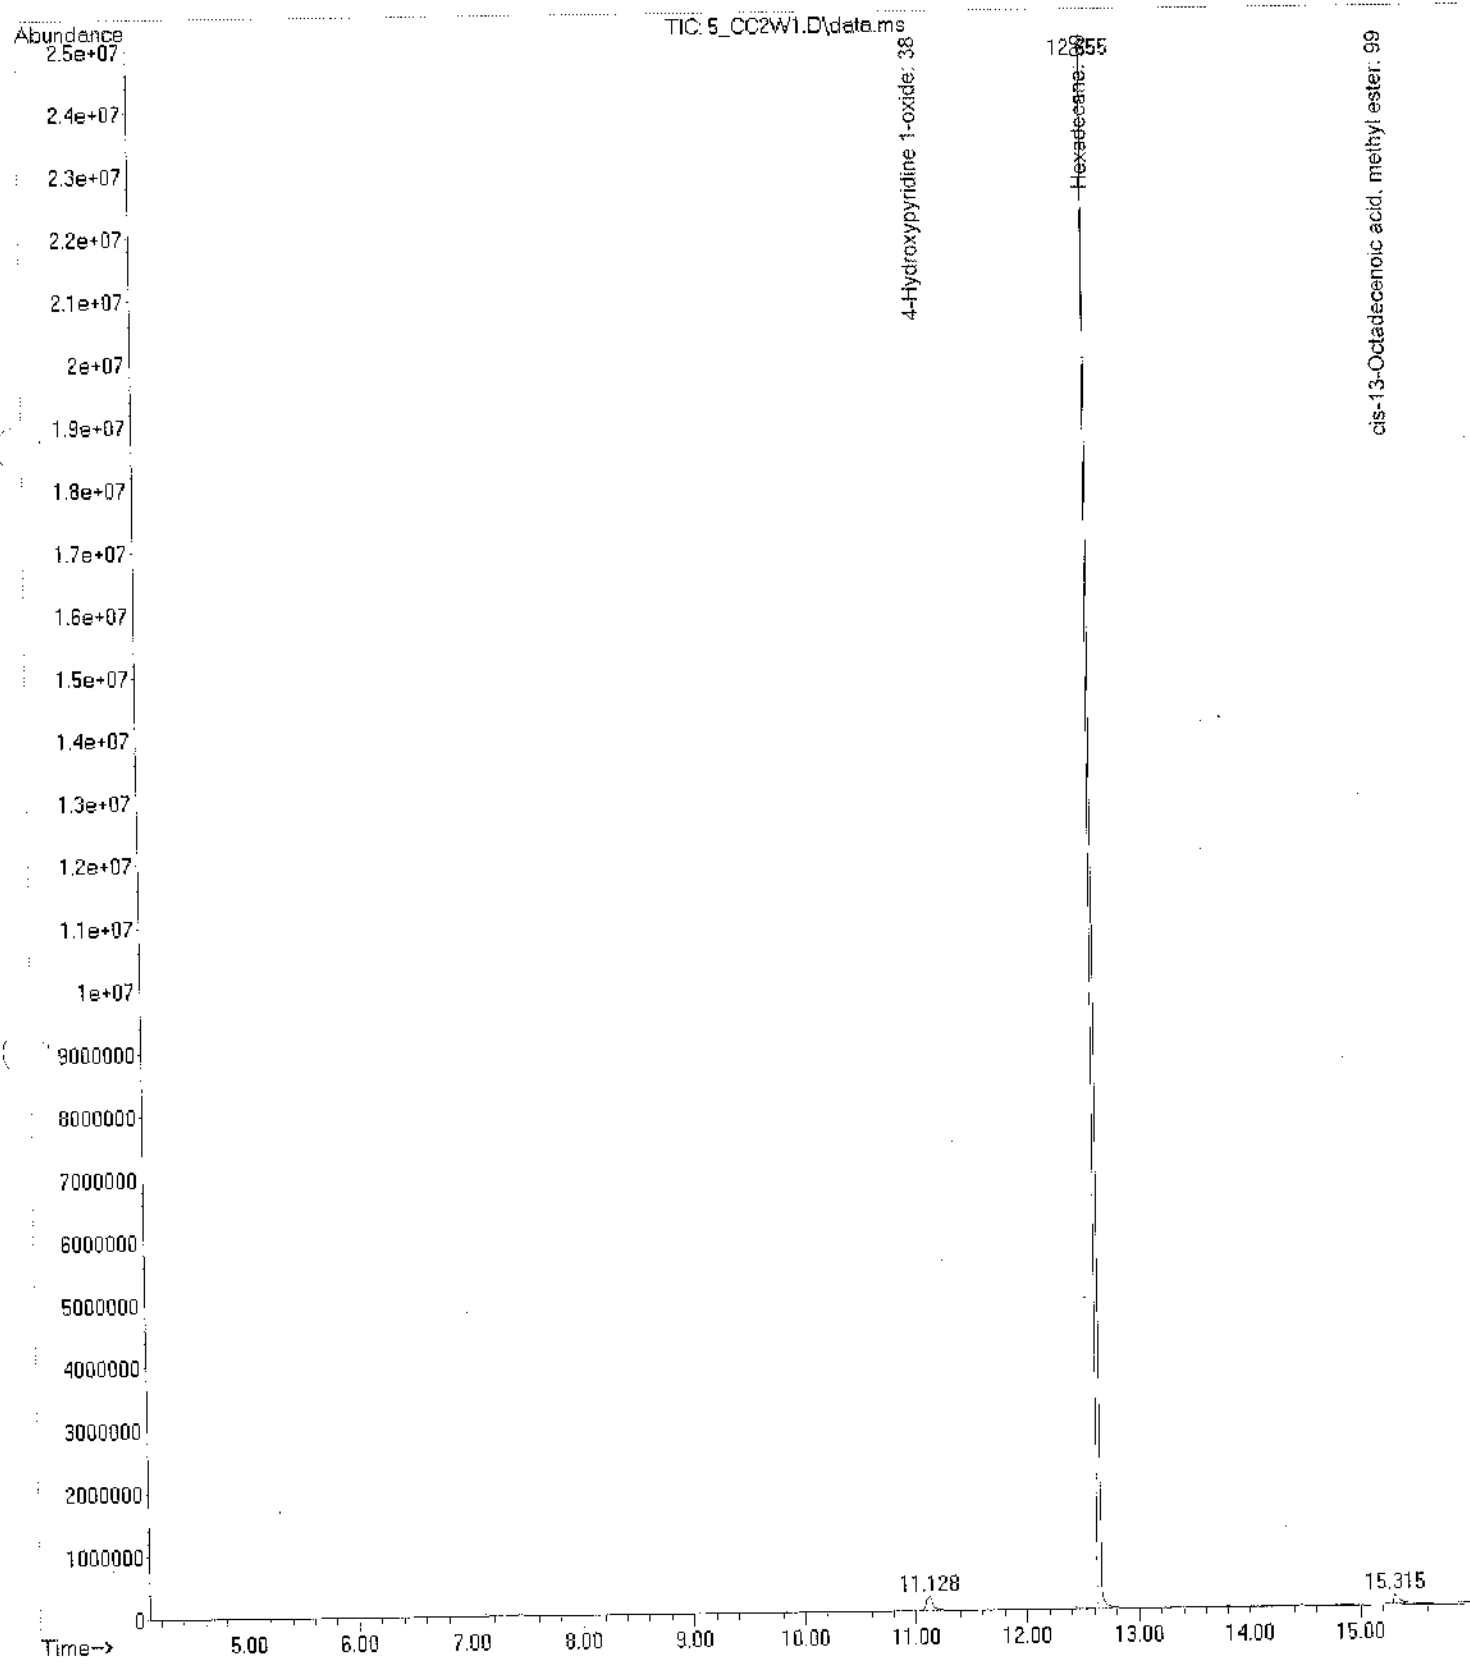 TIC: 5_CC2W1.D\data.ms
Abundance
2.5e+07
2.4e+07
2.3e+07
2.2e+07
2.1e+07
2e+07
1.9e+07
1.8e+07
1.7e+07
1.6e+07
1.5e+07
1.4e+07
1.3e+07
1.2e+07
1.1e+07
1e+07
9000000
8000000
7000000
6000000
5000000
4000000
3000000
2000000
1000000
0
4-Hydroxypyridine 1-oxide: 38
Hexadecane:
cis-13-Octadecenoic acid, methyl ester: 99
11.128
15.315
Time-->
5.00 6.00 7.00 8.00 9.00 10.00 11.00 12.00 13.00 14.00 15.00